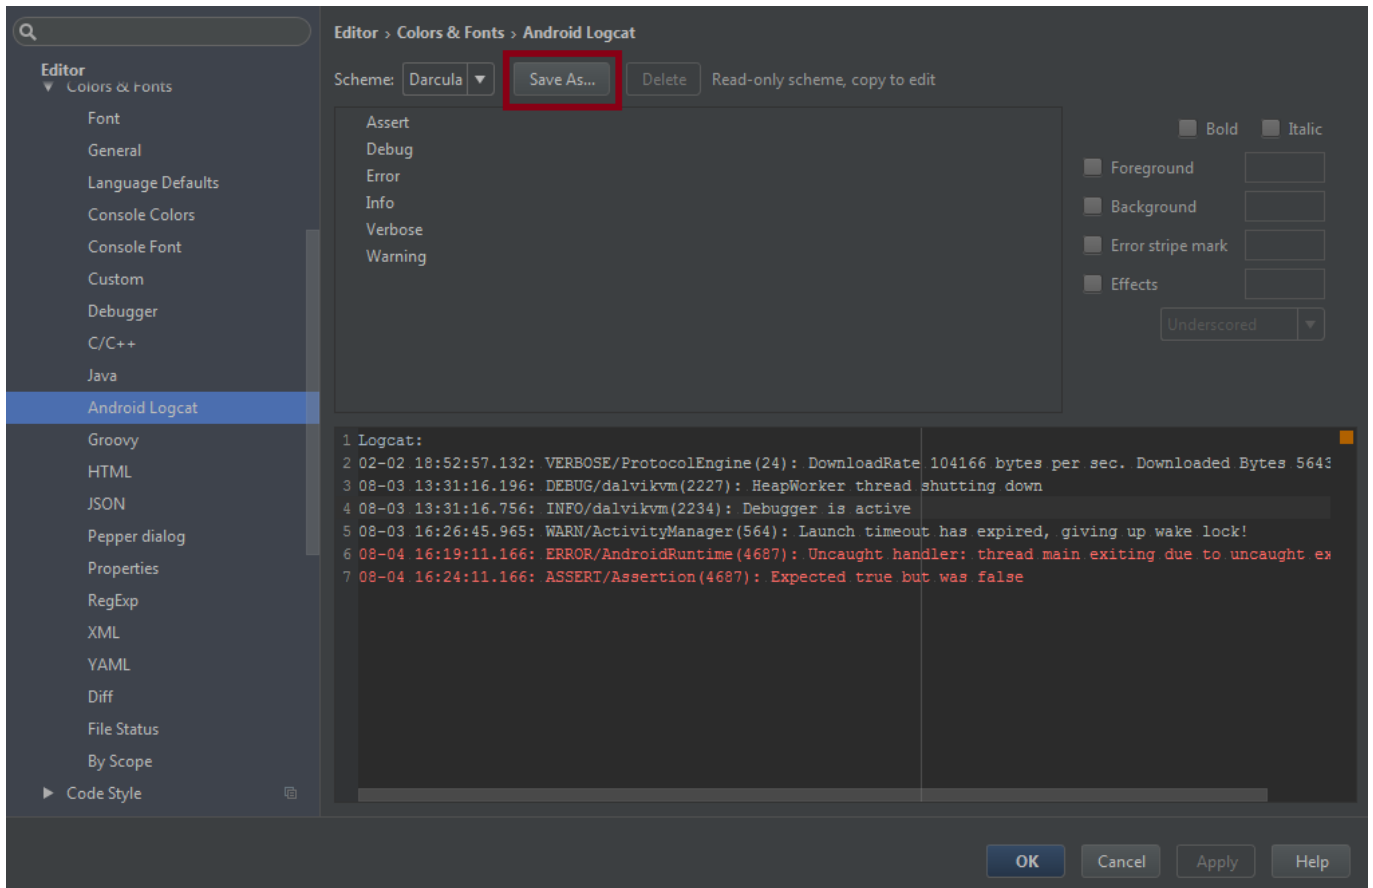 Editor › Colors & Fonts › Android Logcat
Editor
Colors & Fonts
Font
General
Language Defaults
Console Colors
Console Font
Custom
Debugger
C/C++
Java
Android Logcat
Groovy
HTML
JSON
Pepper dialog
Properties
RegExp
XML
YAML
Diff
File Status
By Scope
Code Style
Scheme: Darcula Save As... Delete Read-only scheme, copy to edit
Assert
Debug
Error
Info
Verbose
Warning
Bold Italic
Foreground
Background
Error stripe mark
Effects
Underscored
1 Logcat:
2 02-02 18:52:57.132: VERBOSE/ProtocolEngine(24): DownloadRate 104166 bytes per sec. Downloaded Bytes 5643
3 08-03 13:31:16.196: DEBUG/dalvikvm(2227): HeapWorker thread shutting down
4 08-03 13:31:16.756: INFO/dalvikvm(2234): Debugger is active
5 08-03 16:26:45.965: WARN/ActivityManager(564): Launch timeout has expired, giving up wake lock!
6 08-04 16:19:11.166: ERROR/AndroidRuntime(4687): Uncaught handler: thread main exiting due to uncaught ex
7 08-04 16:24:11.166: ASSERT/Assertion(4687): Expected true but was false
OK Cancel Apply Help